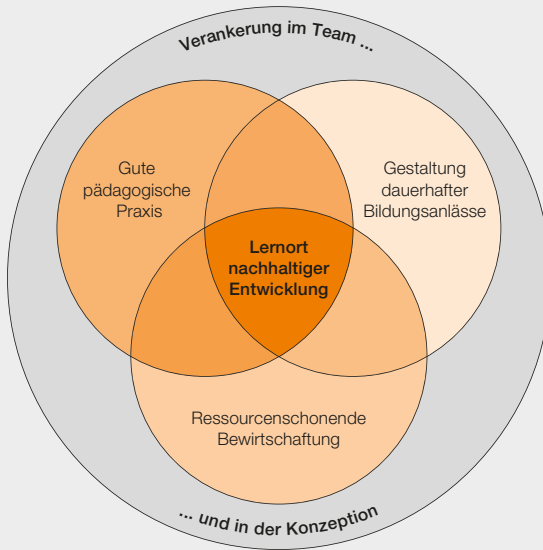 Verankerung im Team ...
Gute
pädagogische
Praxis
Gestaltung
dauerhafter
Bildungsanlässe
Lernort
nachhaltiger
Entwicklung
Ressourcenschonende
Bewirtschaftung
... und in der Konzeption